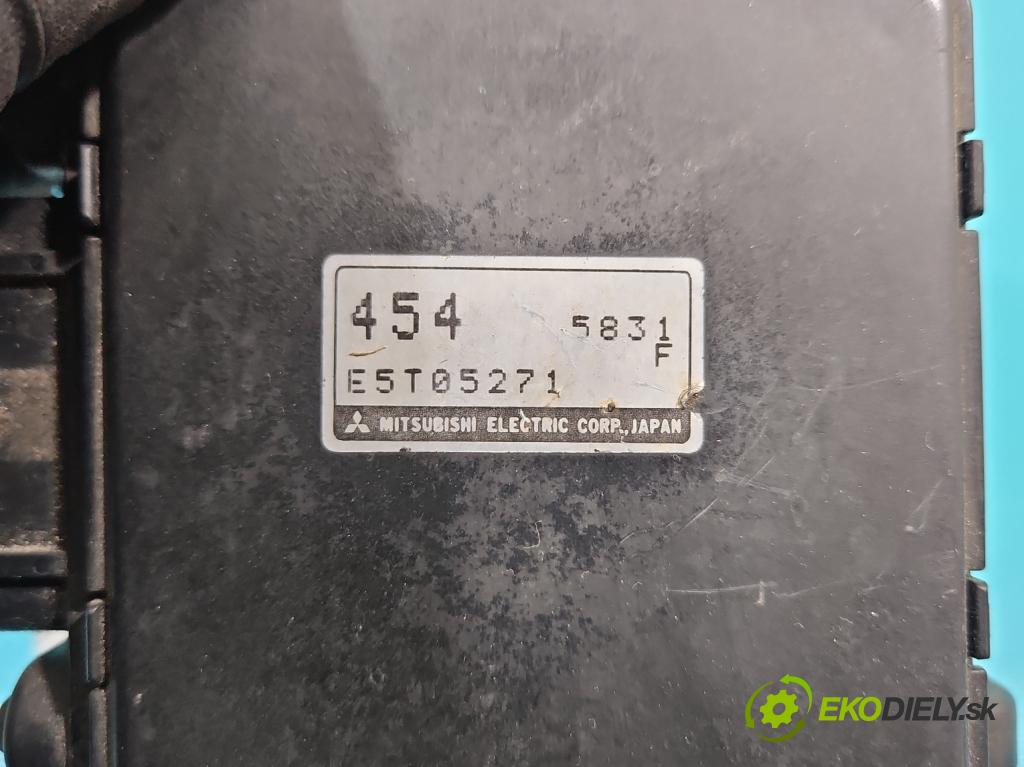 454 5831
F
E5T05271
MITSUBISHI ELECTRIC CORP., JAPAN
EKODIELY.sk